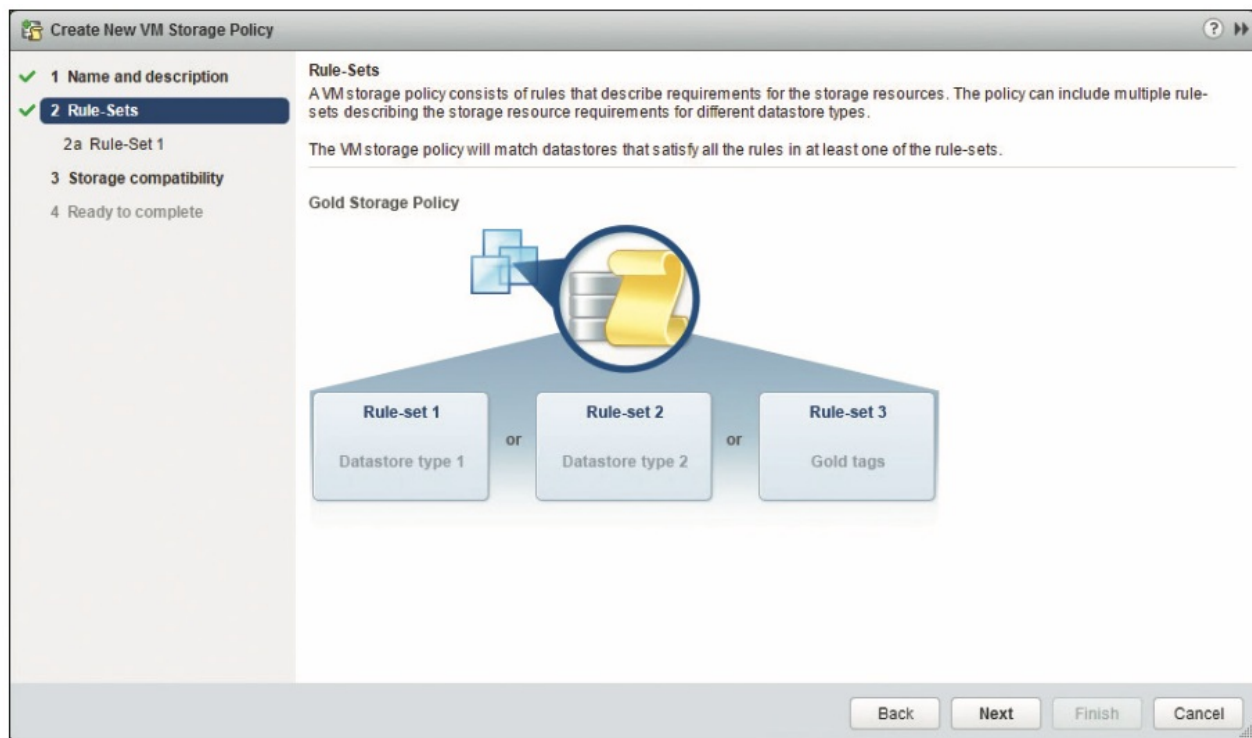 Create New VM Storage Policy
?
1 Name and description
2 Rule-Sets
2a Rule-Set 1
3 Storage compatibility
4 Ready to complete
Rule-Sets
A VM storage policy consists of rules that describe requirements for the storage resources. The policy can include multiple rule-
sets describing the storage resource requirements for different datastore types.
The VM storage policy will match datastores that satisfy all the rules in at least one of the rule-sets.
Gold Storage Policy
Rule-set 1 or Rule-set 2 or Rule-set 3
Datastore type 1 Datastore type 2 Gold tags
Back Next Finish Cancel